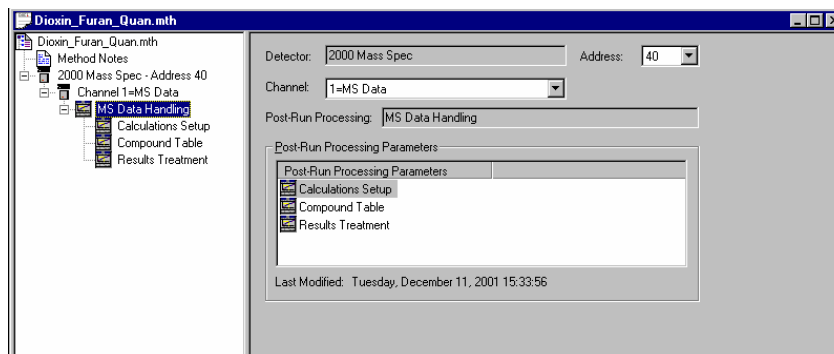 Dioxin_Furan_Quan.mth
Dioxin_Furan_Quan.mth
Method Notes
2000 Mass Spec - Address 40
Channel 1=MS Data
MS Data Handling
Calculations Setup
Compound Table
Results Treatment
Detector: 2000 Mass Spec Address: 40
Channel: 1=MS Data
Post-Run Processing: MS Data Handling
Post-Run Processing Parameters
Post-Run Processing Parameters
Calculations Setup
Compound Table
Results Treatment
Last Modified: Tuesday, December 11, 2001 15:33:56